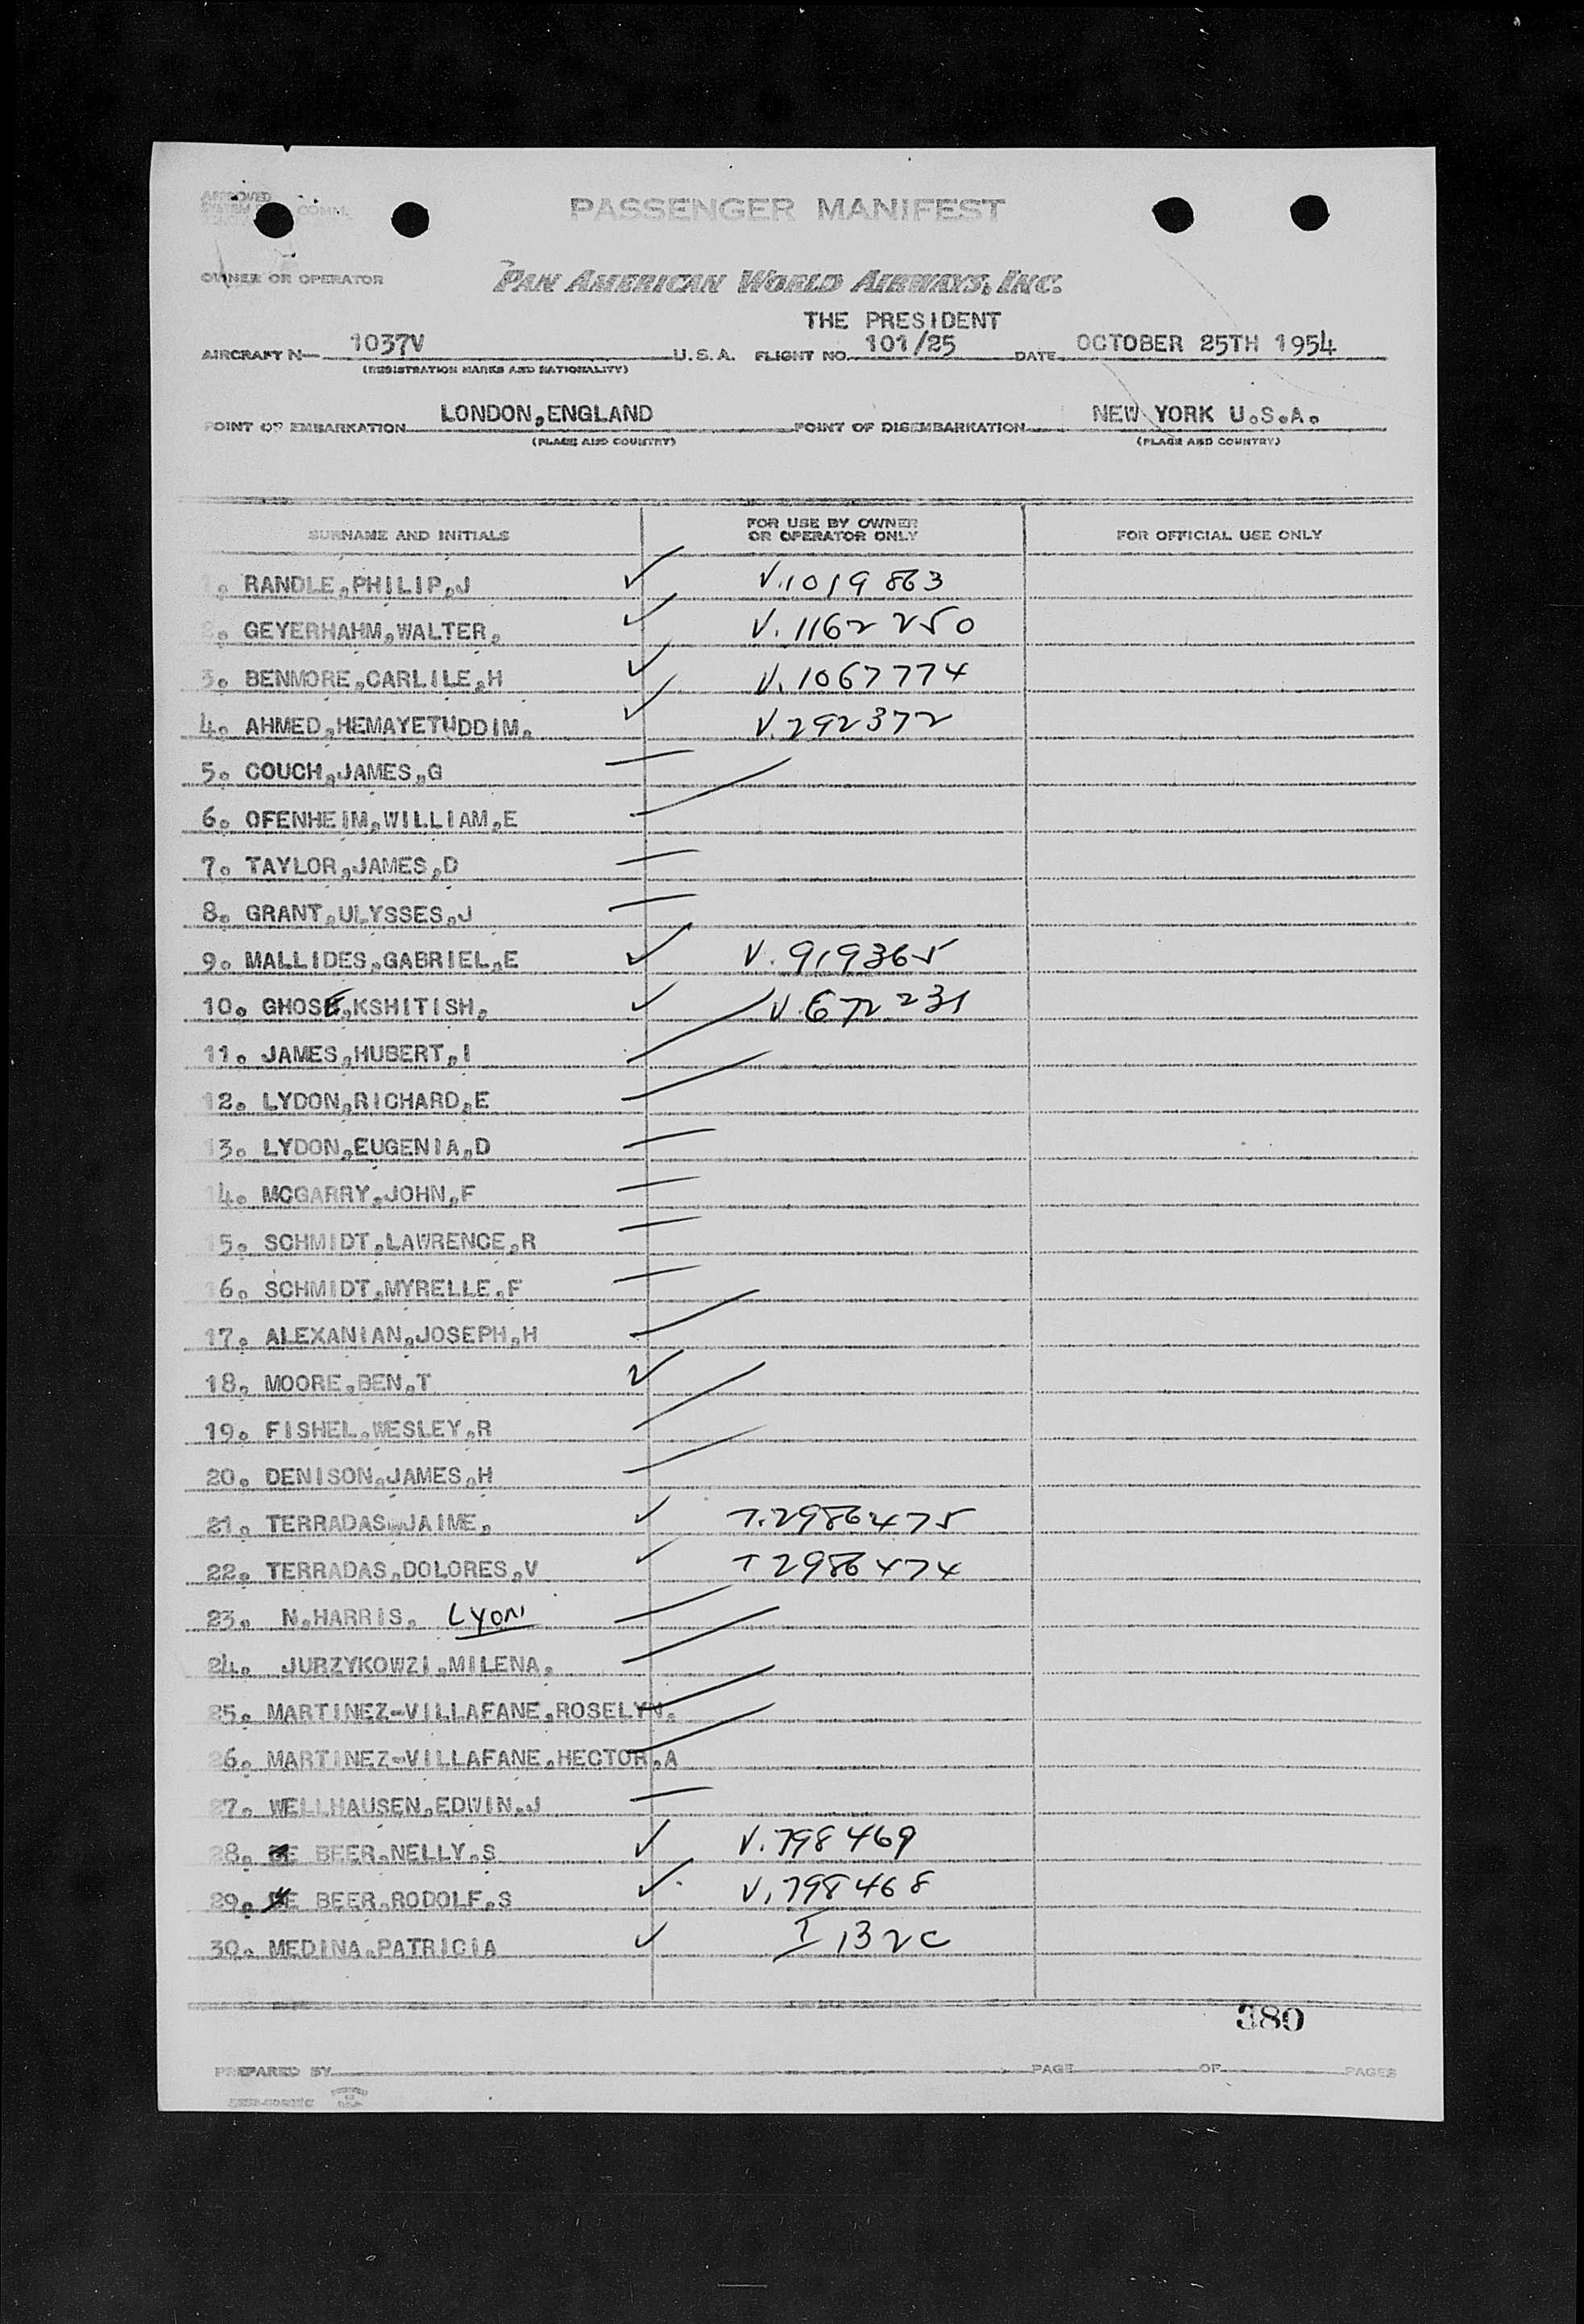 APPROVED
SYSTEM COMM.
PASSENGER MANIFEST
OWNER OR OPERATOR
PAN AMERICAN WORLD AIRWAYS, INC.
THE PRESIDENT
AIRCRAFT N— 1037V U.S.A. FLIGHT NO. 101/25 DATE OCTOBER 25TH 1954
(REGISTRATION MARKS AND NATIONALITY)
POINT OF EMBARKATION LONDON,ENGLAND POINT OF DISEMBARKATION NEW YORK U.S.A.
(PLACE AND COUNTRY) (PLACE AND COUNTRY)
SURNAME AND INITIALS FOR USE BY OWNER OR OPERATOR ONLY FOR OFFICIAL USE ONLY
1. RANDLE,PHILIP,J ✓ V.1019863
2. GEYERHAHM,WALTER, ✓ V.1162250
3. BENMORE,CARLILE,H ✓ V.1067774
4. AHMED,HEMAYETUDDIM, ✓ V.292372
5. COUCH,JAMES,G
6. OFENHEIM,WILLIAM,E
7. TAYLOR,JAMES,D
8. GRANT,ULYSSES,J
9. MALLIDES,GABRIEL,E ✓ V.919365
10. GHOSE,KSHITISH, ✓ V.672231
11. JAMES,HUBERT,I
12. LYDON,RICHARD,E
13. LYDON,EUGENIA,D
14. MCGARRY,JOHN,F
15. SCHMIDT,LAWRENCE,R
16. SCHMIDT,MYRELLE,F
17. ALEXANIAN,JOSEPH,H
18. MOORE,BEN,T ✓
19. FISHEL,WESLEY,R
20. DENISON,JAMES,H
21. TERRADAS,JAIME, ✓ T.2986475
22. TERRADAS,DOLORES,V ✓ T2986474
23. N.HARRIS. LYON
24. JURZYKOWZI,MILENA,
25. MARTINEZ-VILLAFANE,ROSELYN.
26. MARTINEZ-VILLAFANE,HECTOR,A
27. WELLHAUSEN,EDWIN,J
28. DE BEER,NELLY,S ✓ V.798469
29. DE BEER,RODOLF,S ✓ V.798468
30. MEDINA,PATRICIA ✓ I 132C
380
PREPARED BY PAGE OF PAGES